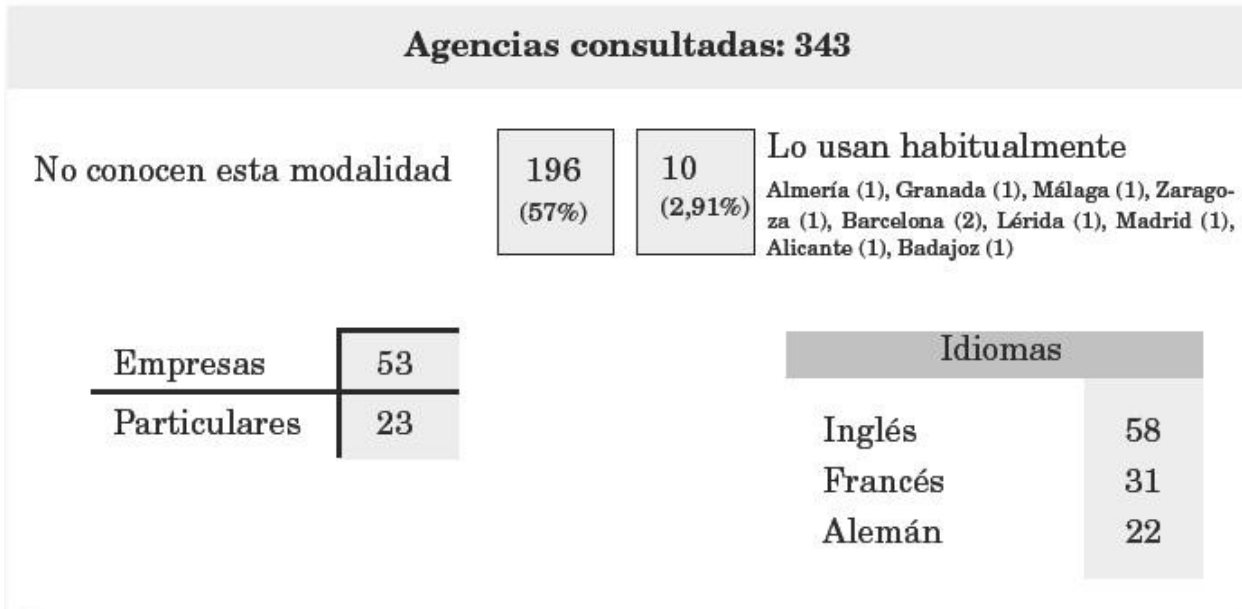 Agencias consultadas: 343
No conocen esta modalidad
196
(57%)
10
(2,91%)
Lo usan habitualmente
Almería (1), Granada (1), Málaga (1), Zarago-
za (1), Barcelona (2), Lérida (1), Madrid (1),
Alicante (1), Badajoz (1)
Empresas 53
Particulares 23
Idiomas
Inglés 58
Francés 31
Alemán 22